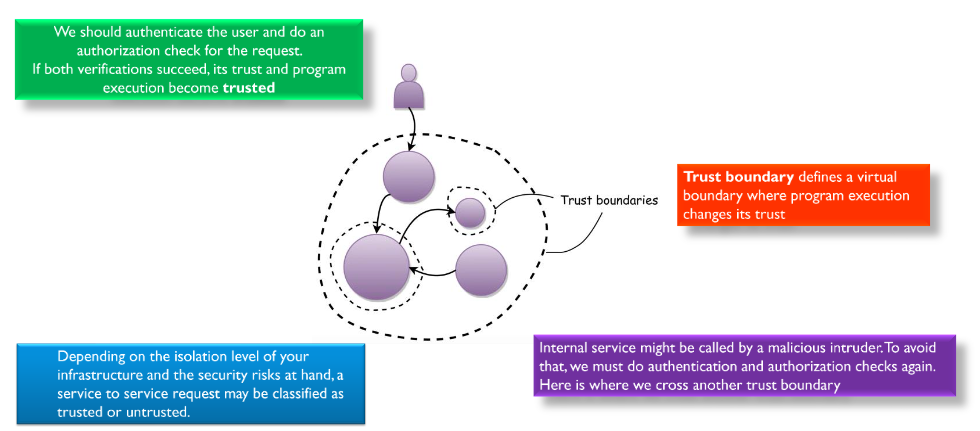 We should authenticate the user and do an
authorization check for the request.
If both verifications succeed, its trust and program
execution become trusted
Trust boundary defines a virtual
boundary where program execution
changes its trust
Trust boundaries
Depending on the isolation level of your
infrastructure and the security risks at hand, a
service to service request may be classified as
trusted or untrusted.
Internal service might be called by a malicious intruder. To avoid
that, we must do authentication and authorization checks again.
Here is where we cross another trust boundary